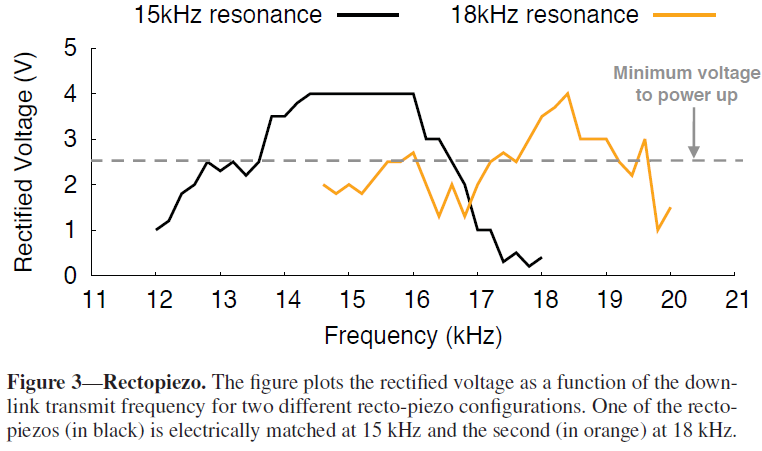 15kHz resonance
18kHz resonance
5
4
3
2
1
0
Rectified Voltage (V)
Minimum voltage
to power up
11 12 13 14 15 16 17 18 19 20 21
Frequency (kHz)
Figure 3—Rectopiezo. The figure plots the rectified voltage as a function of the down-
link transmit frequency for two different recto-piezo configurations. One of the recto-
piezos (in black) is electrically matched at 15 kHz and the second (in orange) at 18 kHz.